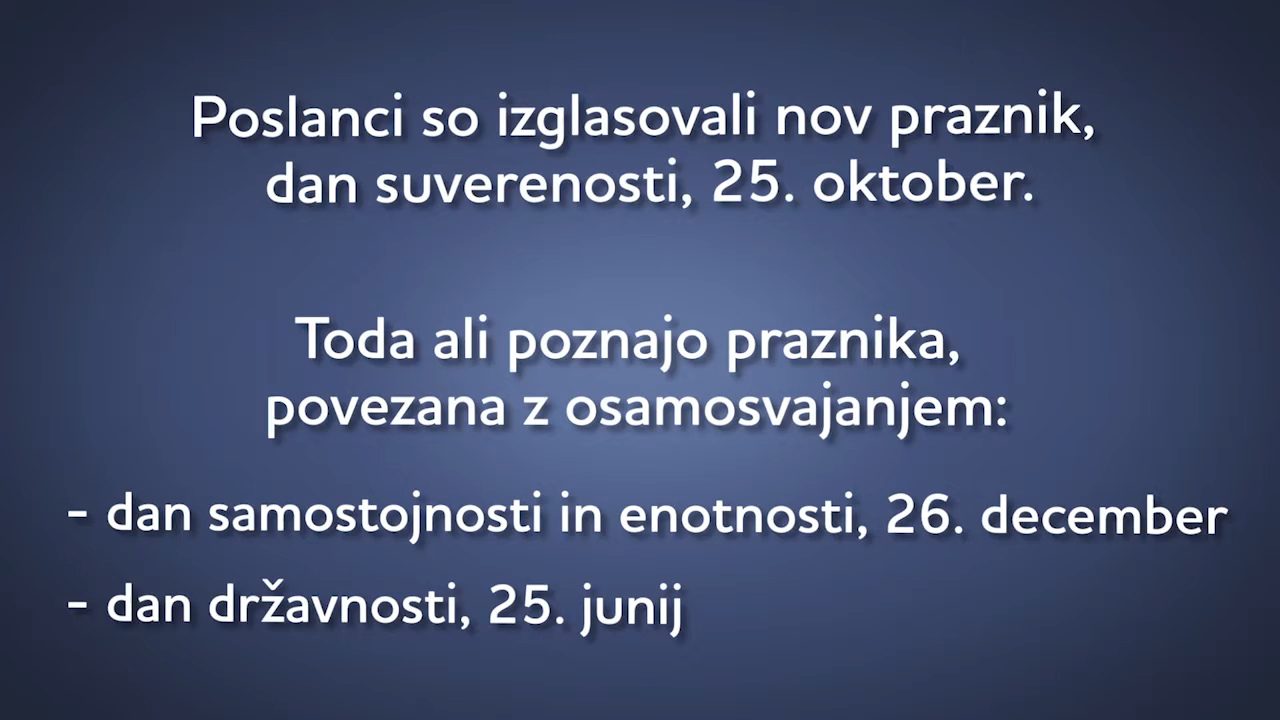 Poslanci so izglasovali nov praznik,
dan suverenosti, 25. oktober.
Toda ali poznajo praznika,
povezana z osamosvajanjem:
- dan samostojnosti in enotnosti, 26. december
- dan državnosti, 25. junij